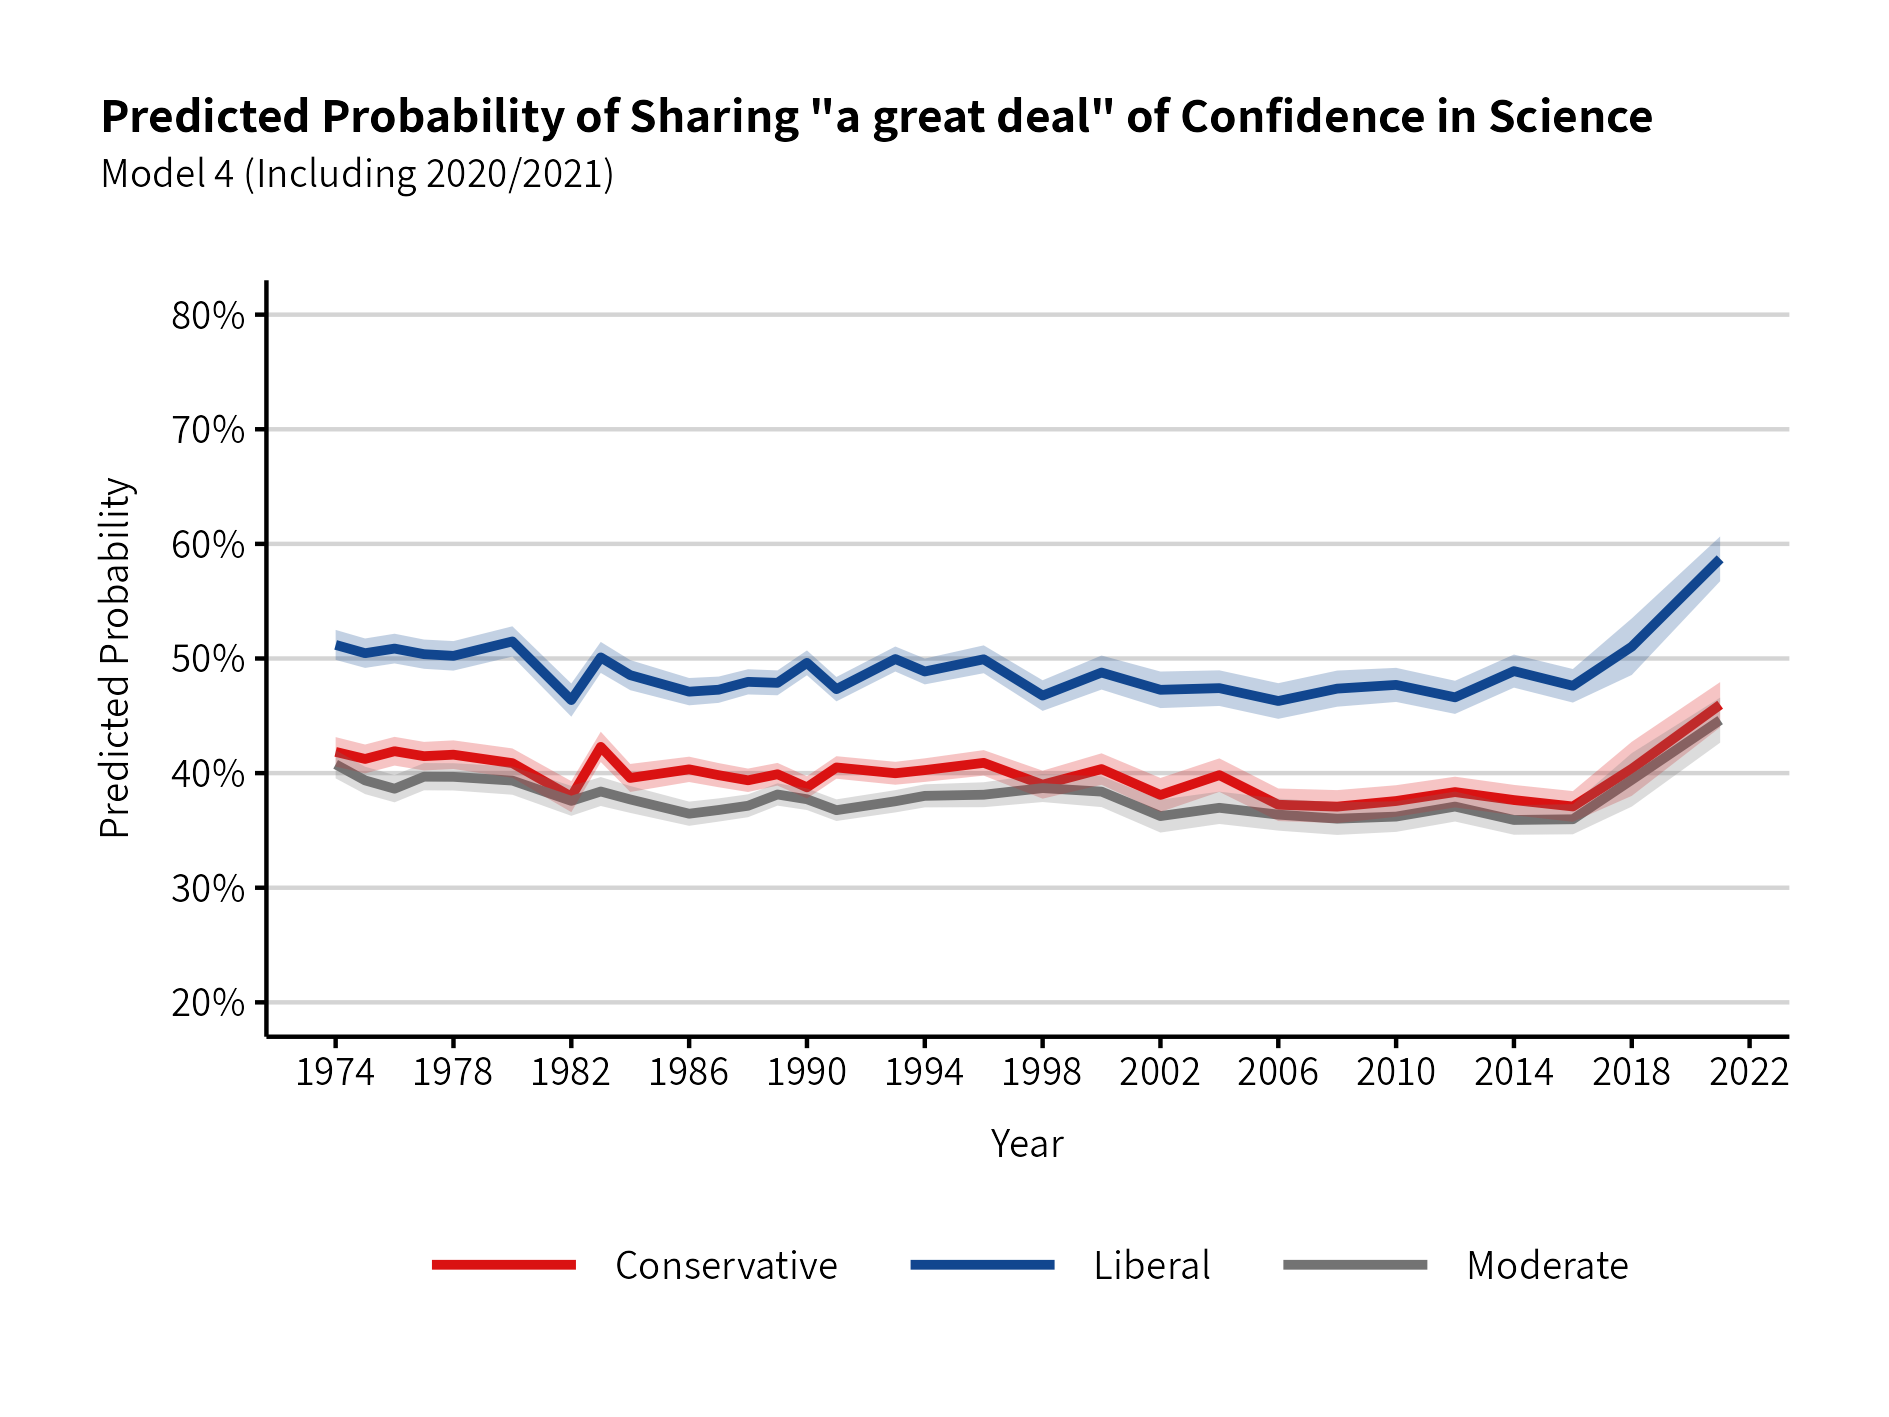 Predicted Probability of Sharing "a great deal" of Confidence in Science
Model 4 (Including 2020/2021)
80%
70%
60%
50%
40%
30%
20%
Predicted Probability
1974 1978 1982 1986 1990 1994 1998 2002 2006 2010 2014 2018 2022
Year
Conservative Liberal Moderate